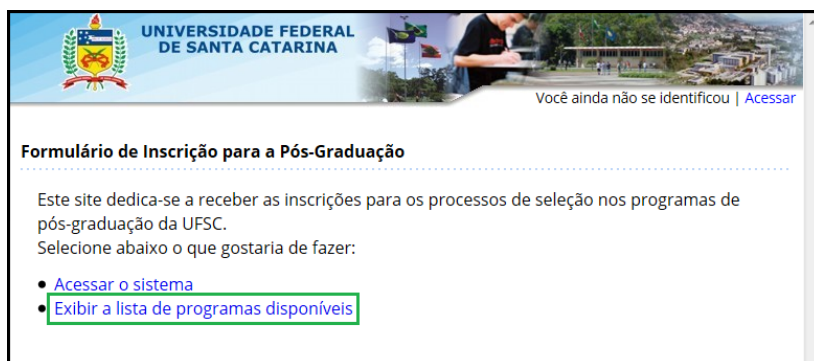 UNIVERSIDADE FEDERAL
DE SANTA CATARINA
Você ainda não se identificou | Acessar
Formulário de Inscrição para a Pós-Graduação
Este site dedica-se a receber as inscrições para os processos de seleção nos programas de
pós-graduação da UFSC.
Selecione abaixo o que gostaria de fazer:
• Acessar o sistema
• Exibir a lista de programas disponíveis